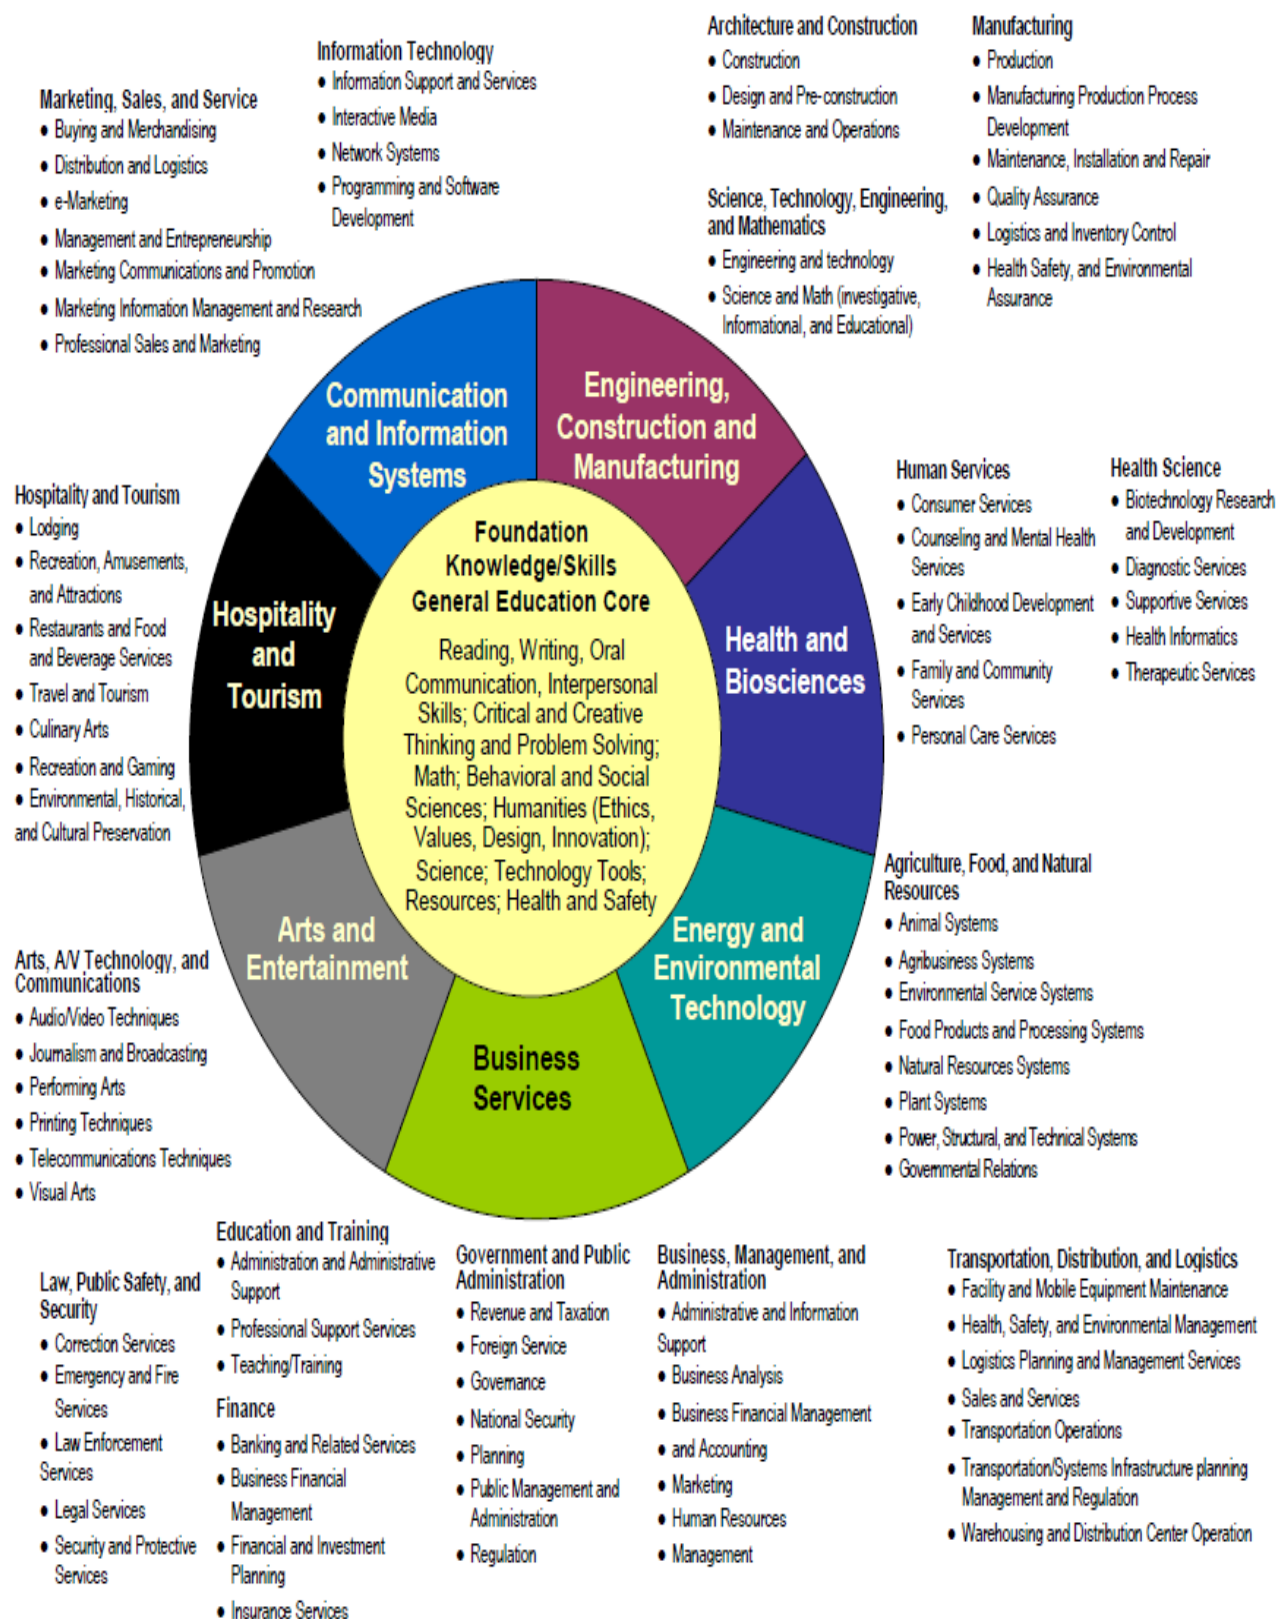 Architecture and Construction
● Construction
● Design and Pre-construction
● Maintenance and Operations
Manufacturing
● Production
● Manufacturing Production Process
Development
● Maintenance, Installation and Repair
● Quality Assurance
● Logistics and Inventory Control
● Health Safety, and Environmental
Assurance
Information Technology
● Information Support and Services
● Interactive Media
● Network Systems
● Programming and Software
Development
Marketing, Sales, and Service
● Buying and Merchandising
● Distribution and Logistics
● e-Marketing
● Management and Entrepreneurship
● Marketing Communications and Promotion
● Marketing Information Management and Research
● Professional Sales and Marketing
Science, Technology, Engineering,
and Mathematics
● Engineering and technology
● Science and Math (investigative,
Informational, and Educational)
Communication
and Information
Systems
Engineering,
Construction and
Manufacturing
Human Services
● Consumer Services
● Counseling and Mental Health
Services
● Early Childhood Development
and Services
● Family and Community
Services
● Personal Care Services
Health Science
● Biotechnology Research
and Development
● Diagnostic Services
● Supportive Services
● Health Informatics
● Therapeutic Services
Hospitality and Tourism
● Lodging
● Recreation, Amusements,
and Attractions
● Restaurants and Food
and Beverage Services
● Travel and Tourism
● Culinary Arts
● Recreation and Gaming
● Environmental, Historical,
and Cultural Preservation
Hospitality
and
Tourism
Foundation
Knowledge/Skills
General Education Core
Reading, Writing, Oral
Communication, Interpersonal
Skills; Critical and Creative
Thinking and Problem Solving;
Math; Behavioral and Social
Sciences; Humanities (Ethics,
Values, Design, Innovation);
Science; Technology Tools;
Resources; Health and Safety
Health and
Biosciences
Agriculture, Food, and Natural
Resources
● Animal Systems
● Agribusiness Systems
● Environmental Service Systems
● Food Products and Processing Systems
● Natural Resources Systems
● Plant Systems
● Power, Structural, and Technical Systems
● Governmental Relations
Arts and
Entertainment
Energy and
Environmental
Technology
Business
Services
Arts, A/V Technology, and
Communications
● Audio/Video Techniques
● Journalism and Broadcasting
● Performing Arts
● Printing Techniques
● Telecommunications Techniques
● Visual Arts
Law, Public Safety, and
Security
● Correction Services
● Emergency and Fire
Services
● Law Enforcement
Services
● Legal Services
● Security and Protective
Services
Education and Training
● Administration and Administrative
Support
● Professional Support Services
● Teaching/Training
Finance
● Banking and Related Services
● Business Financial
Management
● Financial and Investment
Planning
● Insurance Services
Government and Public
Administration
● Revenue and Taxation
● Foreign Service
● Governance
● National Security
● Planning
● Public Management and
Administration
● Regulation
Business, Management, and
Administration
● Administrative and Information
Support
● Business Analysis
● Business Financial Management
● and Accounting
● Marketing
● Human Resources
● Management
Transportation, Distribution, and Logistics
● Facility and Mobile Equipment Maintenance
● Health, Safety, and Environmental Management
● Logistics Planning and Management Services
● Sales and Services
● Transportation Operations
● Transportation/Systems Infrastructure planning
Management and Regulation
● Warehousing and Distribution Center Operation